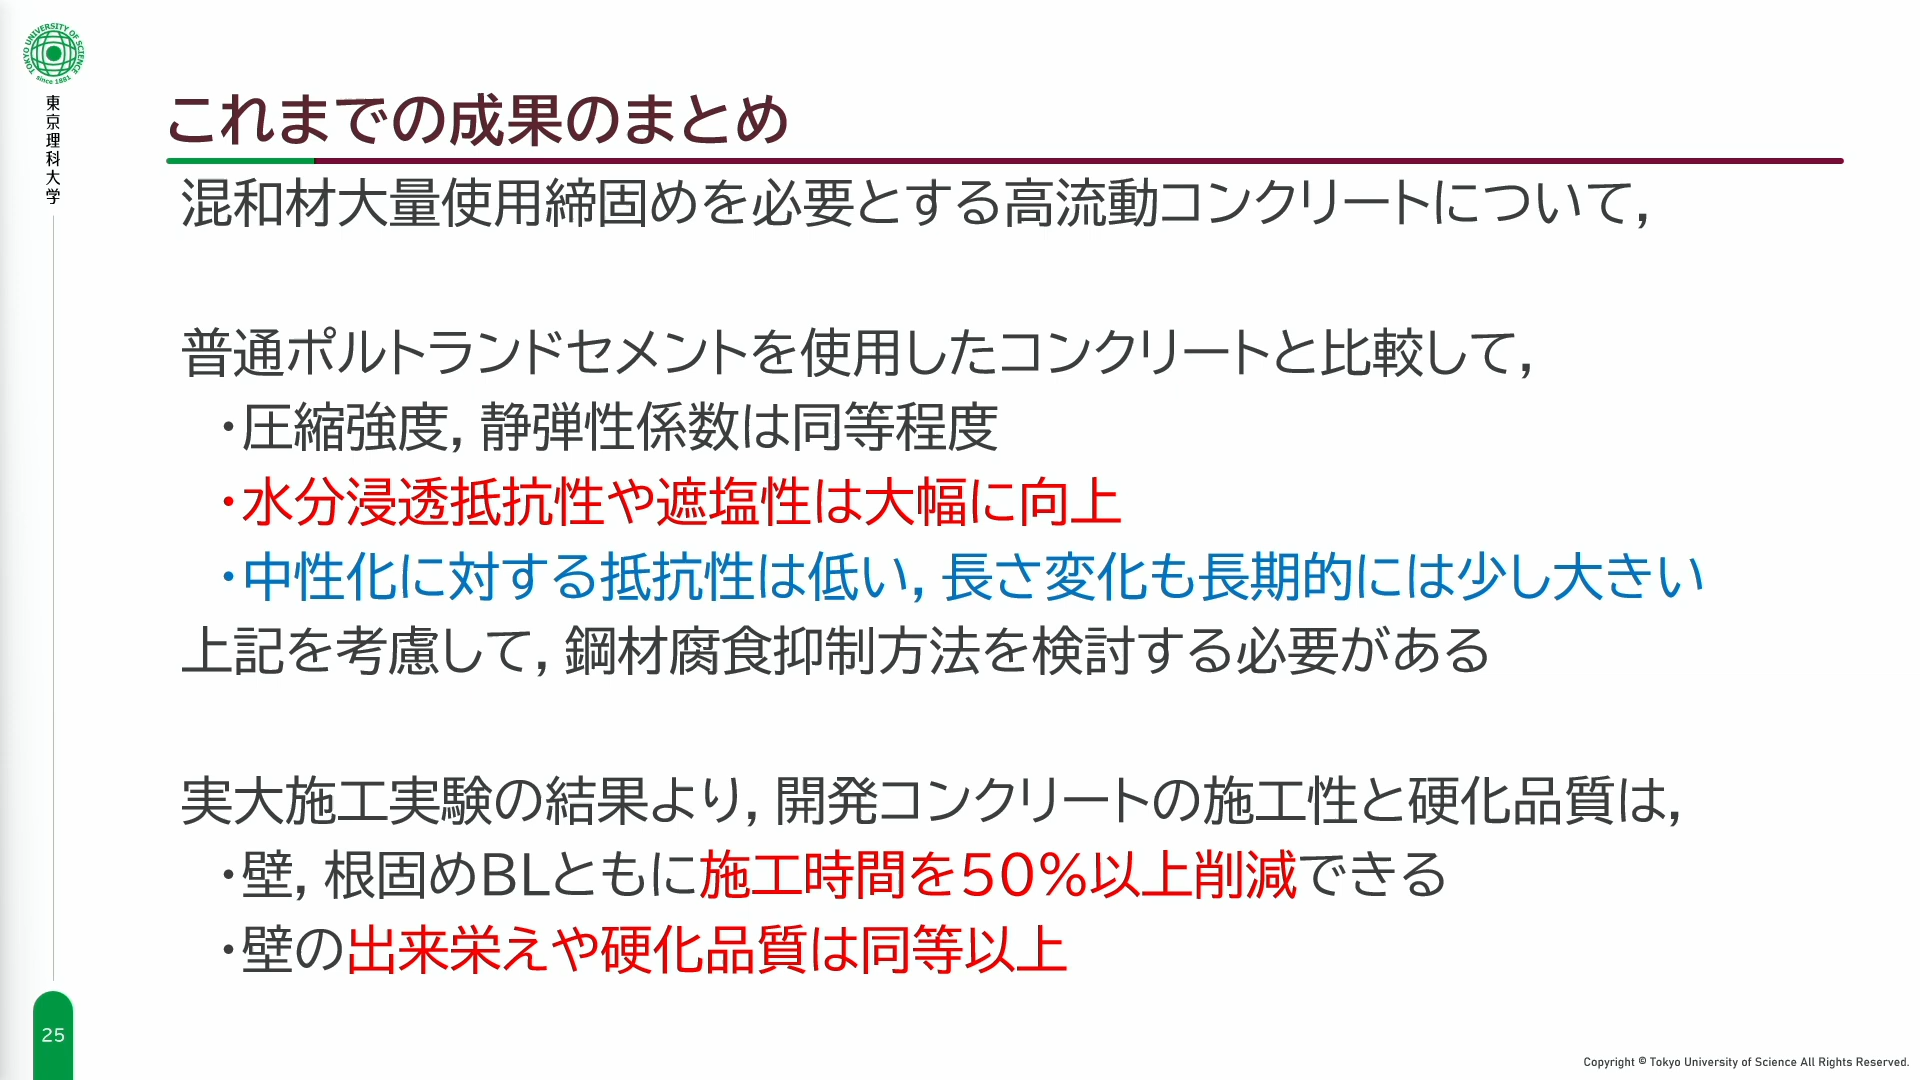 TOKYO UNIVERSITY OF SCIENCE
since 1881
東京理科大学
これまでの成果のまとめ
混和材大量使用締固めを必要とする高流動コンクリートについて，
普通ポルトランドセメントを使用したコンクリートと比較して，
・圧縮強度，静弾性係数は同等程度
・水分浸透抵抗性や遮塩性は大幅に向上
・中性化に対する抵抗性は低い，長さ変化も長期的には少し大きい
上記を考慮して，鋼材腐食抑制方法を検討する必要がある
実大施工実験の結果より，開発コンクリートの施工性と硬化品質は，
・壁，根固めBLともに施工時間を50%以上削減できる
・壁の出来栄えや硬化品質は同等以上
25
Copyright © Tokyo University of Science All Rights Reserved.